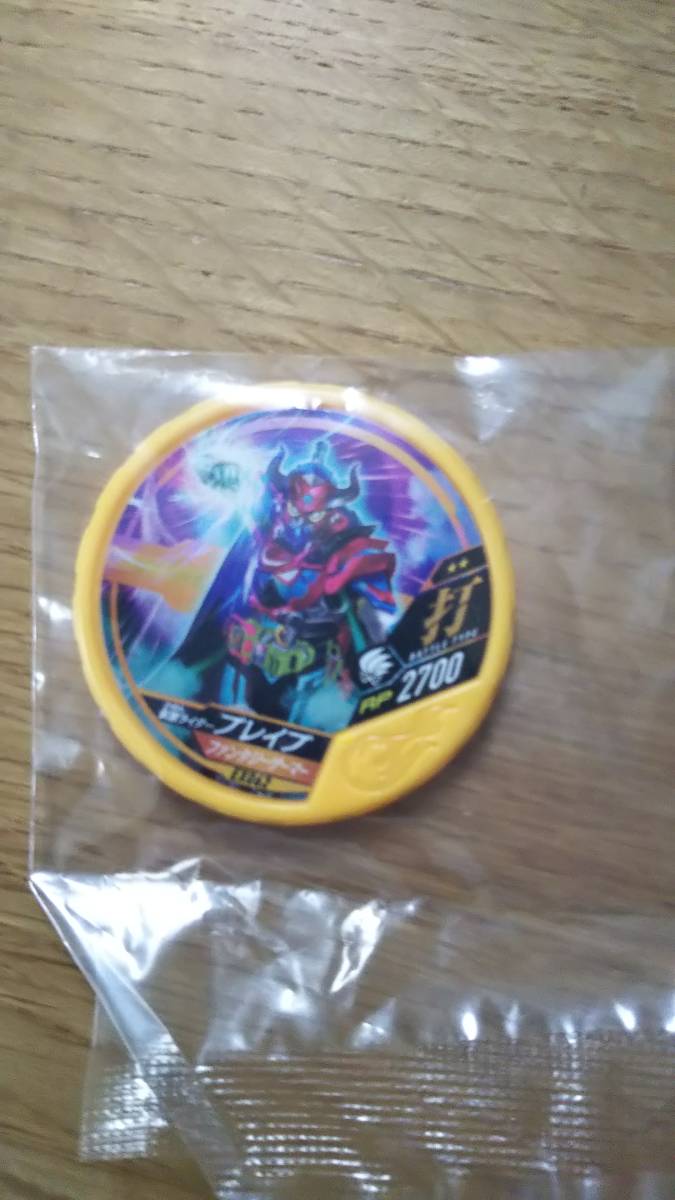 ★★
打
BATTLE TYPE
RP 2700
仮面ライダー ブレイブ
ファンタジーゲーマー